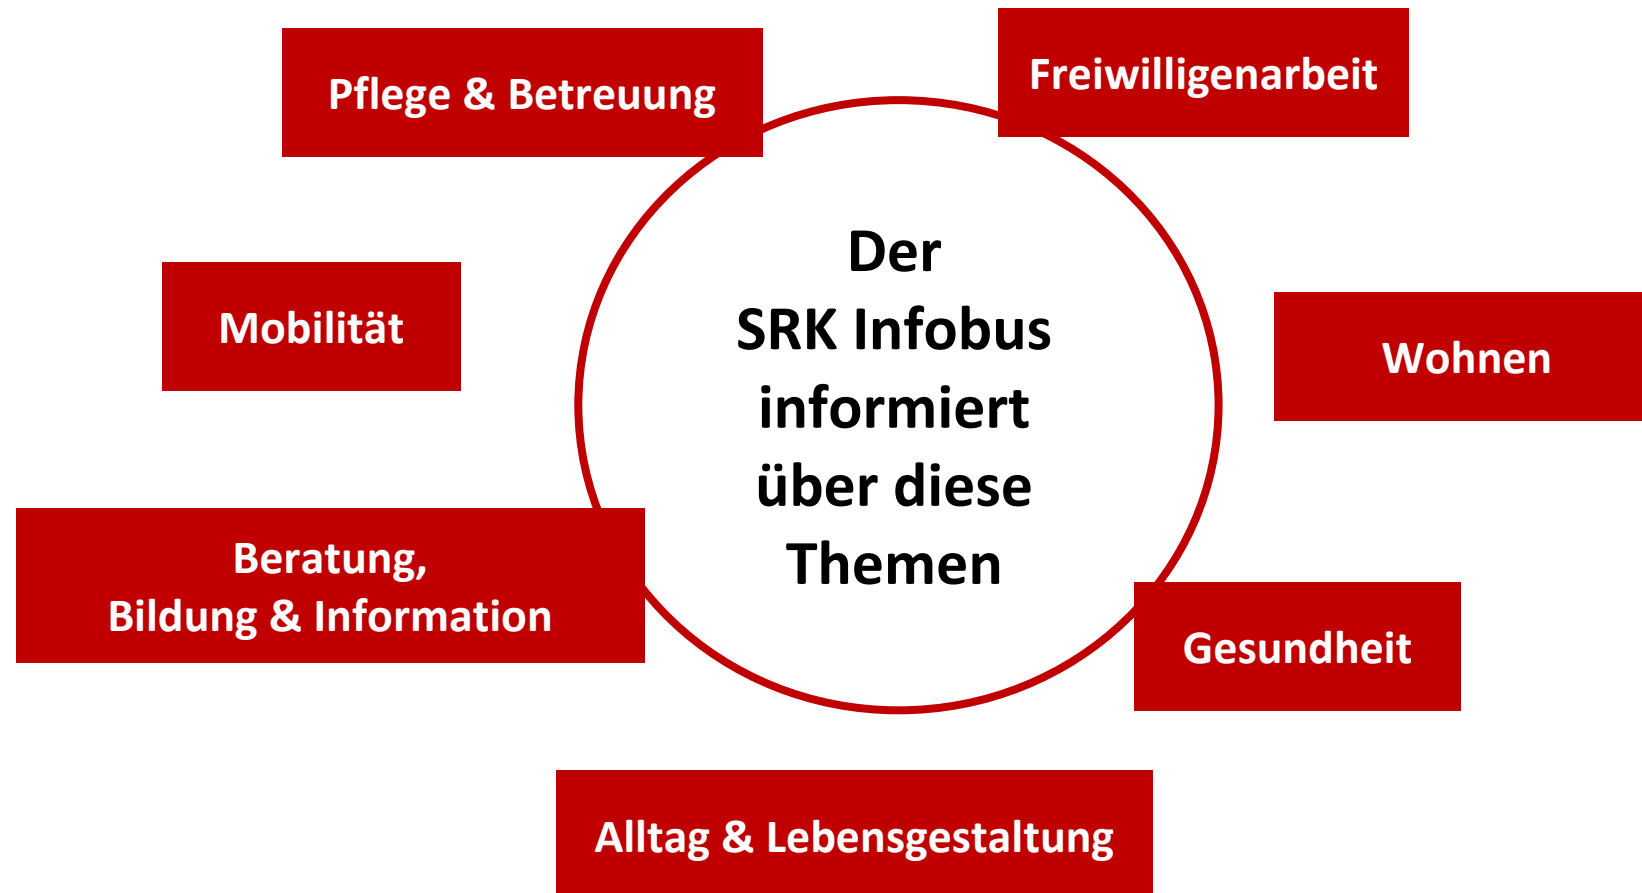 Pflege & Betreuung
Freiwilligenarbeit
Der
SRK Infobus
informiert
über diese
Themen
Mobilität
Wohnen
Beratung,
Bildung & Information
Gesundheit
Alltag & Lebensgestaltung